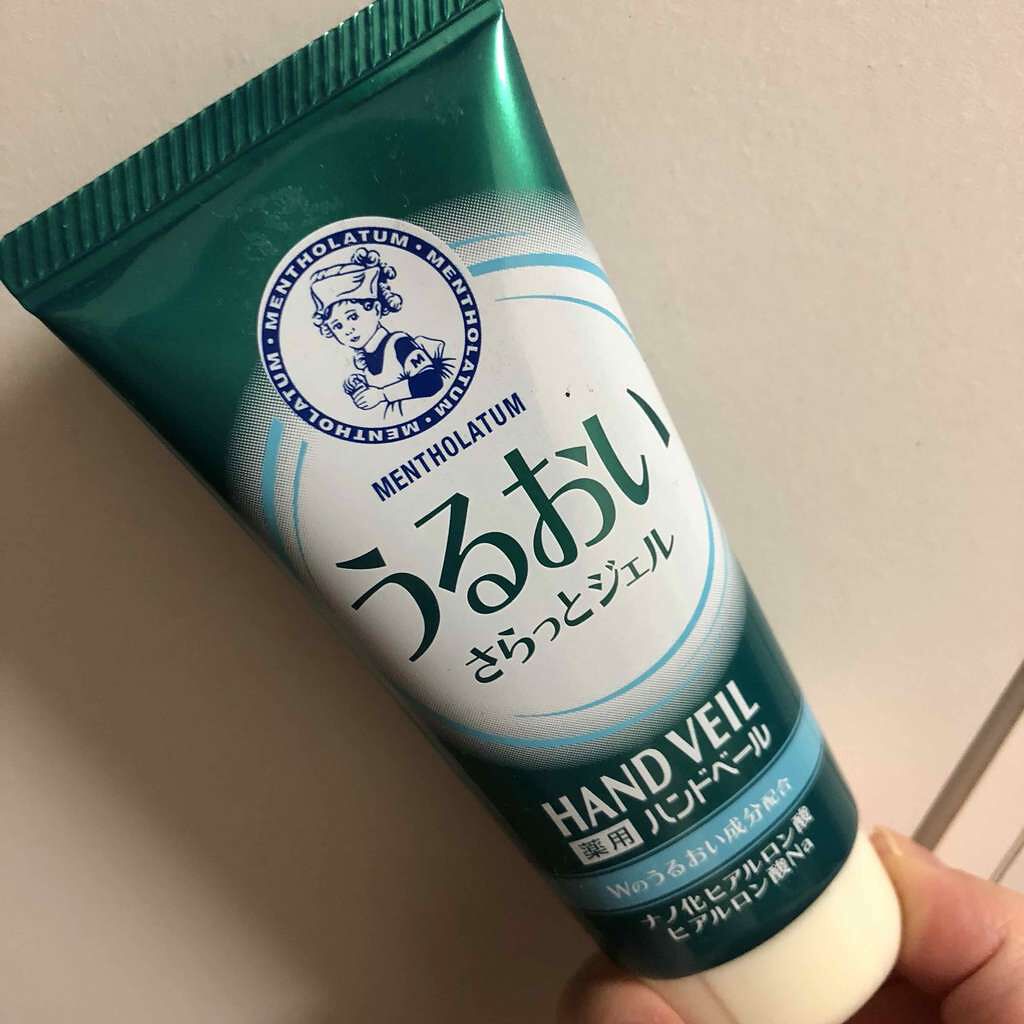 MENTHOLATUM · MENTHOLATUM · MENTHOLATUM · MENTHOLATUM ·
M
MENTHOLATUM
うるおい
さらっとジェル
HAND VEIL
薬用 ハンドベール
Wのうるおい成分配合
ナノ化ヒアルロン酸
ヒアルロン酸Na